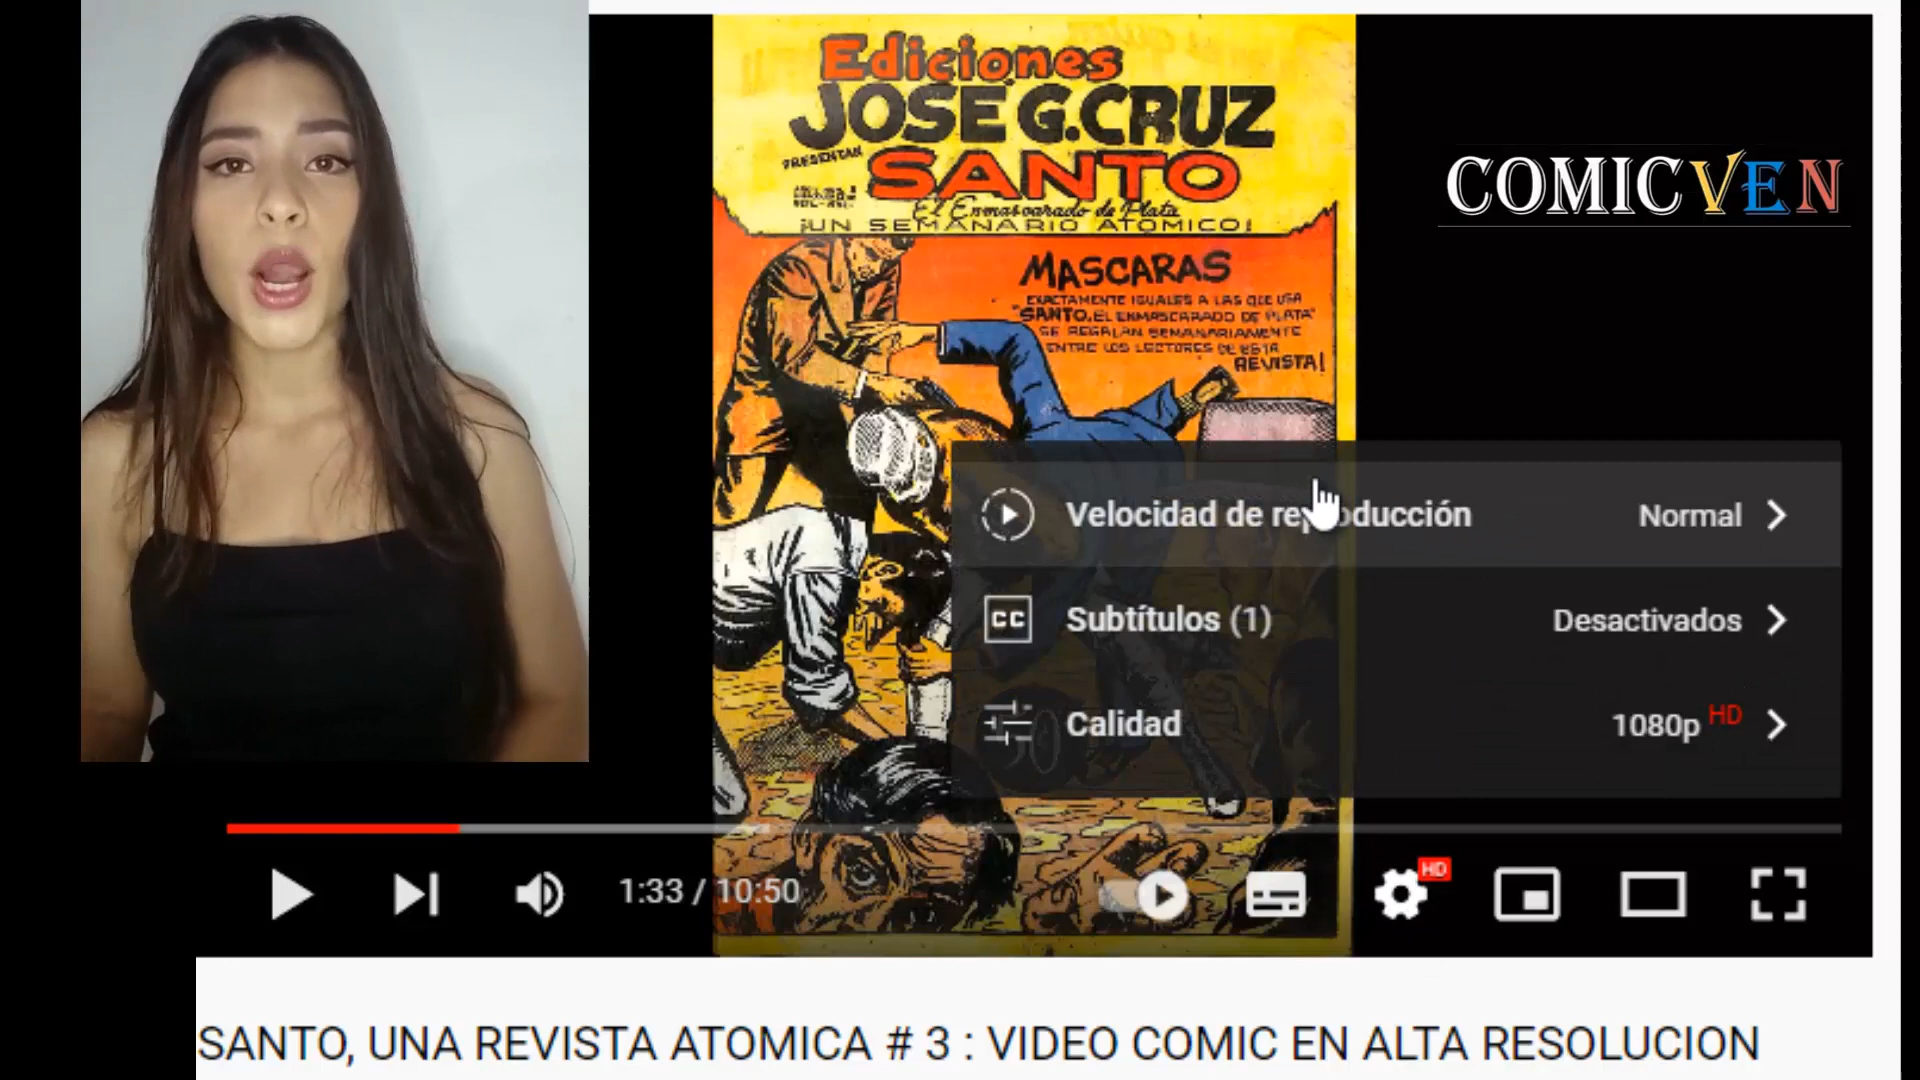 Ediciones
JOSE G. CRUZ
PRESENTAN
SANTO
El Enmascarado de Plata
¡UN SEMANARIO ATOMICO!
MASCARAS
EXACTAMENTE IGUALES A LAS QUE USA
"SANTO, EL ENMASCARADO DE PLATA"
SE REGALAN SEMANARIAMENTE
ENTRE LOS LECTORES DE ESTA
REVISTA!
COMICVEN
Velocidad de reproducción Normal
CC Subtítulos (1) Desactivados
Calidad 1080p HD
1:33 / 10:50
HD
SANTO, UNA REVISTA ATOMICA # 3 : VIDEO COMIC EN ALTA RESOLUCION